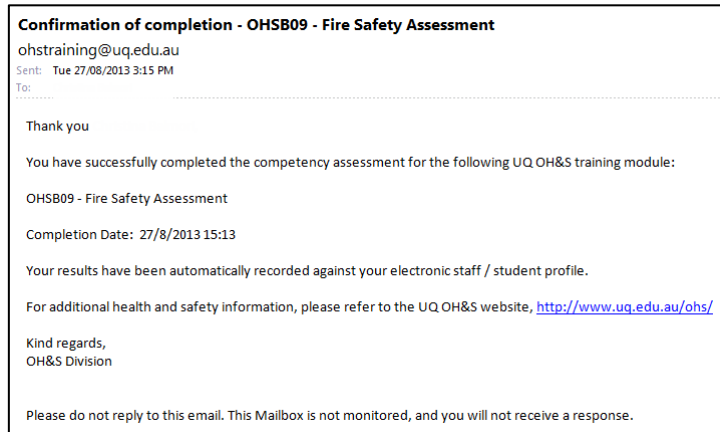 Confirmation of completion - OHSB09 - Fire Safety Assessment
ohstraining@uq.edu.au
Sent: Tue 27/08/2013 3:15 PM
To:
Thank you
You have successfully completed the competency assessment for the following UQ OH&S training module:
OHSB09 - Fire Safety Assessment
Completion Date: 27/8/2013 15:13
Your results have been automatically recorded against your electronic staff / student profile.
For additional health and safety information, please refer to the UQ OH&S website, http://www.uq.edu.au/ohs/
Kind regards,
OH&S Division
Please do not reply to this email. This Mailbox is not monitored, and you will not receive a response.